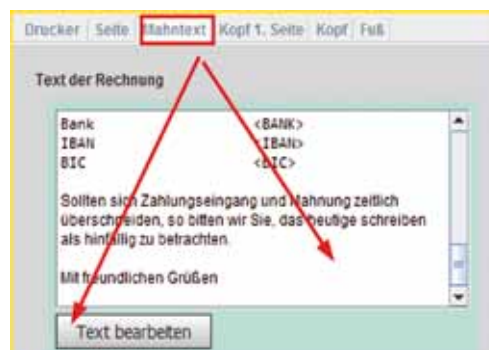 Drucker Seite Mahntext Kopf 1. Seite Kopf Fuß
Text der Rechnung
Bank <BANK>
IBAN <IBAN>
BIC <BIC>
Sollten sich Zahlungseingang und Mahnung zeitlich
überschneiden, so bitten wir Sie, das heutige schreiben
als hinfällig zu betrachten.
Mit freundlichen Grüßen
Text bearbeiten